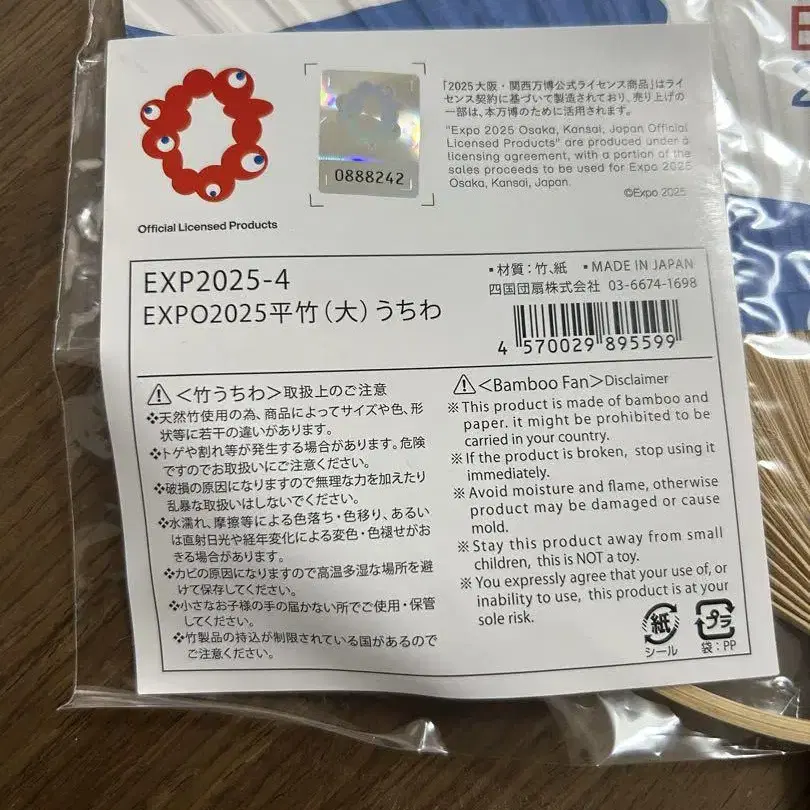 0888242
「2025大阪・関西万博公式ライセンス商品」はライ
センス契約に基づいて製造されており、売り上げの
一部は、本万博のために活用されます。
"Expo 2025 Osaka, Kansai, Japan Official
Licensed Products" are produced under a
licensing agreement, with a portion of the
sales proceeds to be used for Expo 2025
Osaka, Kansai, Japan.
©Expo 2025
Official Licensed Products
EXP2025-4
EXPO2025平竹(大)うちわ
▪材質:竹、紙 ▪MADE IN JAPAN
四国団扇株式会社 03-6674-1698
4 570029 895599
⚠<竹うちわ>取扱上のご注意
❖天然竹使用の為、商品によってサイズや色、形
状等に若干の違いがあります。
❖トゲや割れ等が発生する場合があります。危険
ですのでお取扱いにご注意ください。
❖破損の原因になりますので無理な力を加えたり
乱暴な取扱いはしないでください。
❖水濡れ、摩擦等による色落ち・色移り、あるい
は直射日光や経年変化による変色・色褪せがお
きる場合があります。
❖カビの原因になりますので高温多湿な場所を避
けて保存してください。
❖小さなお子様の手の届かない所でご使用・保管
してください。
❖竹製品の持込が制限されている国があるので
ご注意ください。
⚠<Bamboo Fan>Disclaimer
※This product is made of bamboo and
paper. it might be prohibited to be
carried in your country.
※If the product is broken, stop using it
immediately.
※Avoid moisture and flame, otherwise
product may be damaged or cause
mold.
※Stay this product away from small
children, this is NOT a toy.
※You expressly agree that your use of, or
inability to use, this product is at your
sole risk.
紙
シール
プラ
袋:PP